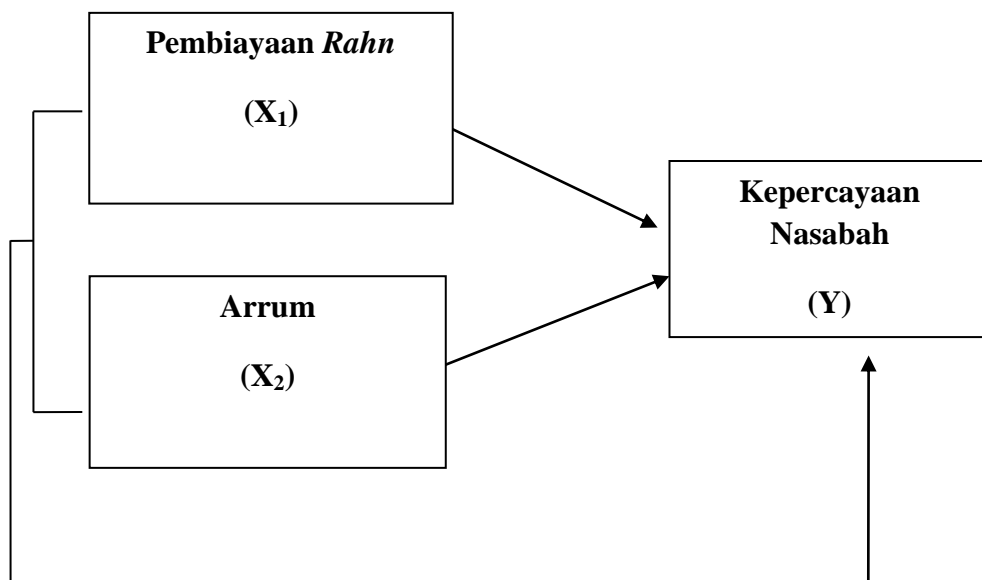 Pembiayaan Rahn
(X₁)
Arrum
(X₂)
Kepercayaan
Nasabah
(Y)